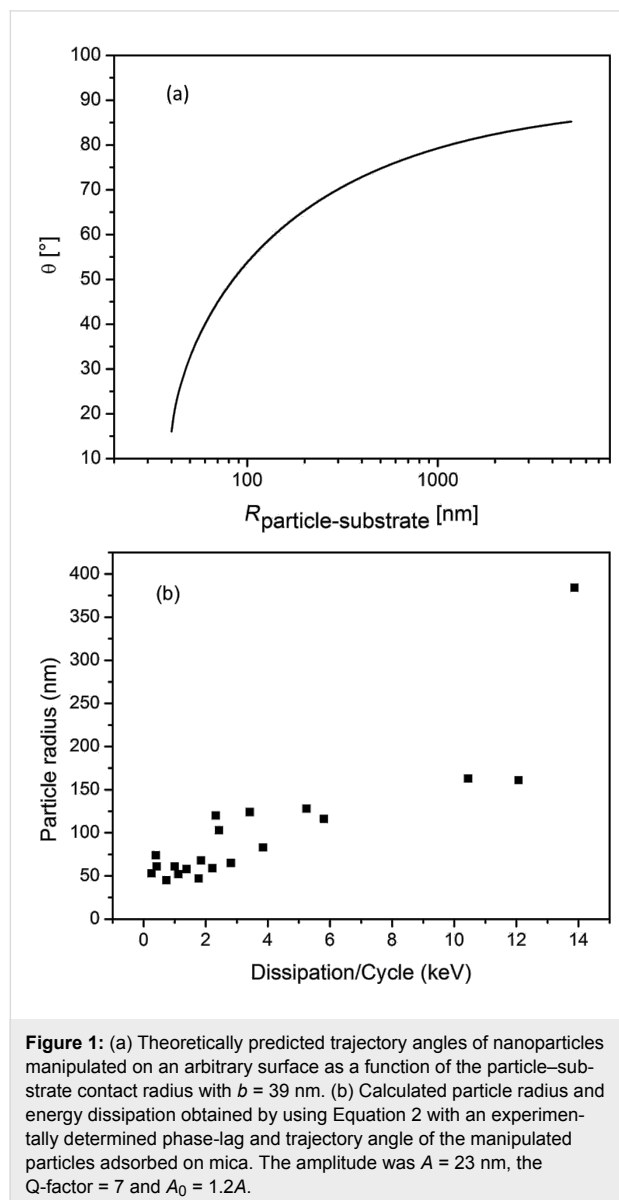 100
90
80
70
60
50
40
30
20
10
θ [°]
(a)
100
1000
Rparticle-substrate [nm]
400
350
300
250
200
150
100
50
0
Particle radius (nm)
(b)
0 2 4 6 8 10 12 14
Dissipation/Cycle (keV)
Figure 1: (a) Theoretically predicted trajectory angles of nanoparticles
manipulated on an arbitrary surface as a function of the particle–sub-
strate contact radius with b = 39 nm. (b) Calculated particle radius and
energy dissipation obtained by using Equation 2 with an experimen-
tally determined phase-lag and trajectory angle of the manipulated
particles adsorbed on mica. The amplitude was A = 23 nm, the
Q-factor = 7 and A0 = 1.2A.